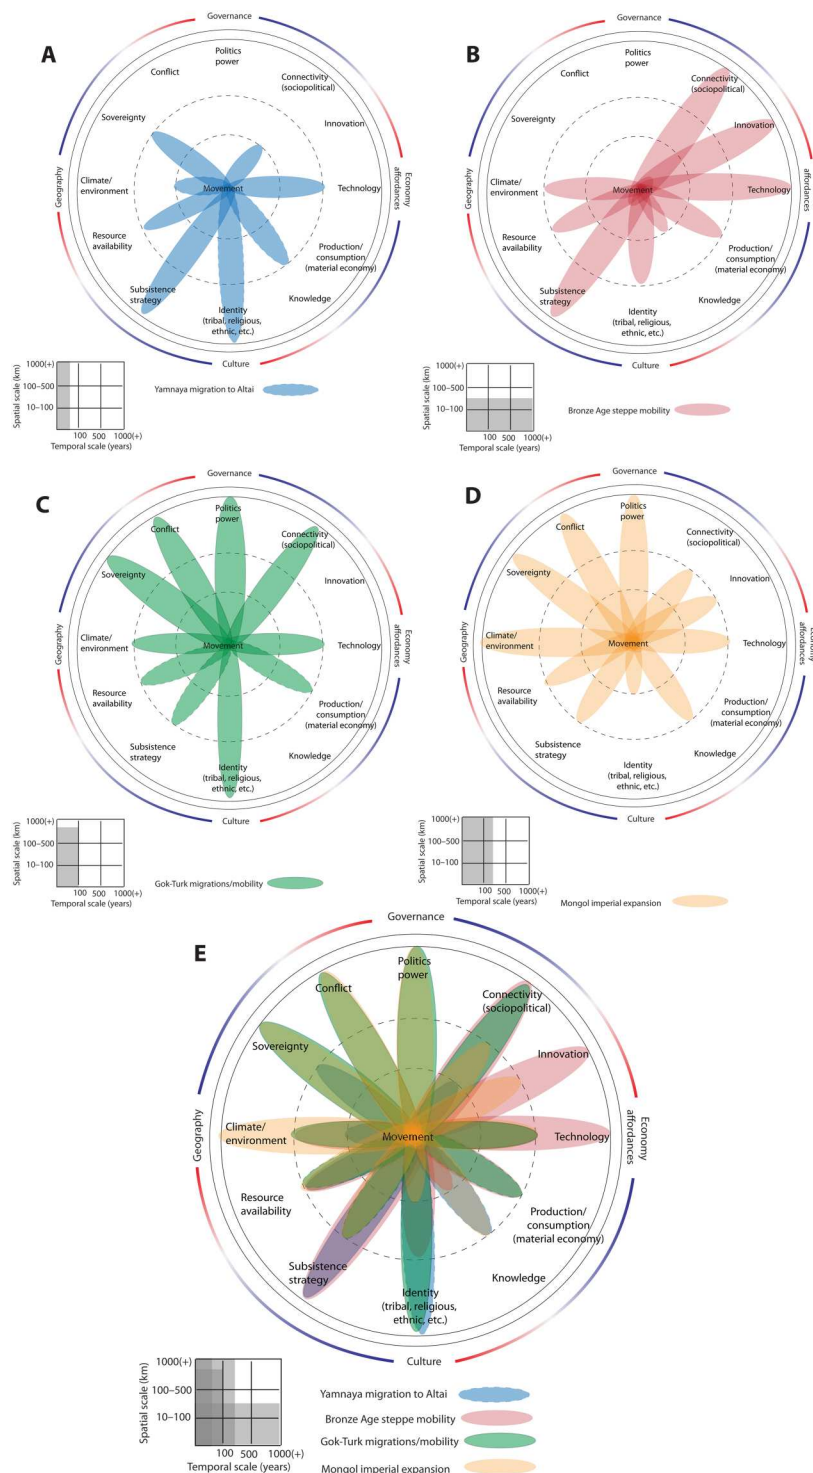 Governance
A
Politics
power
Conflict
Connectivity
(sociopolitical)
Sovereignty
Innovation
Geography
Climate/
environment
Movement
Technology
Economy
affordances
Resource
availability
Production/
consumption
(material economy)
Subsistence
strategy
Knowledge
Identity
(tribal, religious,
ethnic, etc.)
Culture
Spatial scale (km)
1000(+)
100–500
10–100
100 500 1000(+)
Temporal scale (years)
Yamnaya migration to Altai
Governance
B
Politics
power
Conflict
Connectivity
(sociopolitical)
Sovereignty
Innovation
Geography
Climate/
environment
Movement
Technology
Economy
affordances
Resource
availability
Production/
consumption
(material economy)
Subsistence
strategy
Knowledge
Identity
(tribal, religious,
ethnic, etc.)
Culture
Spatial scale (km)
1000(+)
100–500
10–100
100 500 1000(+)
Temporal scale (years)
Bronze Age steppe mobility
Governance
C
Politics
power
Conflict
Connectivity
(sociopolitical)
Sovereignty
Innovation
Geography
Climate/
environment
Movement
Technology
Economy
affordances
Resource
availability
Production/
consumption
(material economy)
Subsistence
strategy
Knowledge
Identity
(tribal, religious,
ethnic, etc.)
Culture
Spatial scale (km)
1000(+)
100–500
10–100
100 500 1000(+)
Temporal scale (years)
Gok-Turk migrations/mobility
Governance
D
Politics
power
Conflict
Connectivity
(sociopolitical)
Sovereignty
Innovation
Geography
Climate/
environment
Movement
Technology
Economy
affordances
Resource
availability
Production/
consumption
(material economy)
Subsistence
strategy
Knowledge
Identity
(tribal, religious,
ethnic, etc.)
Culture
Spatial scale (km)
1000(+)
100–500
10–100
100 500 1000(+)
Temporal scale (years)
Mongol imperial expansion
Governance
E
Politics
power
Conflict
Connectivity
(sociopolitical)
Sovereignty
Innovation
Geography
Climate/
environment
Movement
Technology
Economy
affordances
Resource
availability
Production/
consumption
(material economy)
Subsistence
strategy
Knowledge
Identity
(tribal, religious,
ethnic, etc.)
Culture
Spatial scale (km)
1000(+)
100–500
10–100
100 500 1000(+)
Temporal scale (years)
Yamnaya migration to Altai
Bronze Age steppe mobility
Gok-Turk migrations/mobility
Mongol imperial expansion